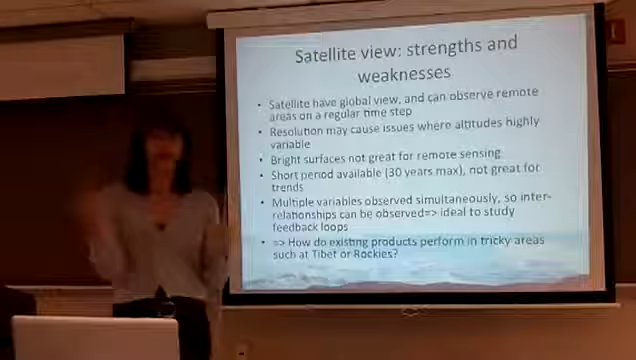 Satellite view: strengths and
weaknesses
• Satellite have global view, and can observe remote
areas on a regular time step
• Resolution may cause issues where altitudes highly
variable
• Bright surfaces not great for remote sensing
• Short period available (30 years max), not great for
trends
• Multiple variables observed simultaneously, so inter-
relationships can be observed=> ideal to study
feedback loops
• => How do existing products perform in tricky areas
such at Tibet or Rockies?